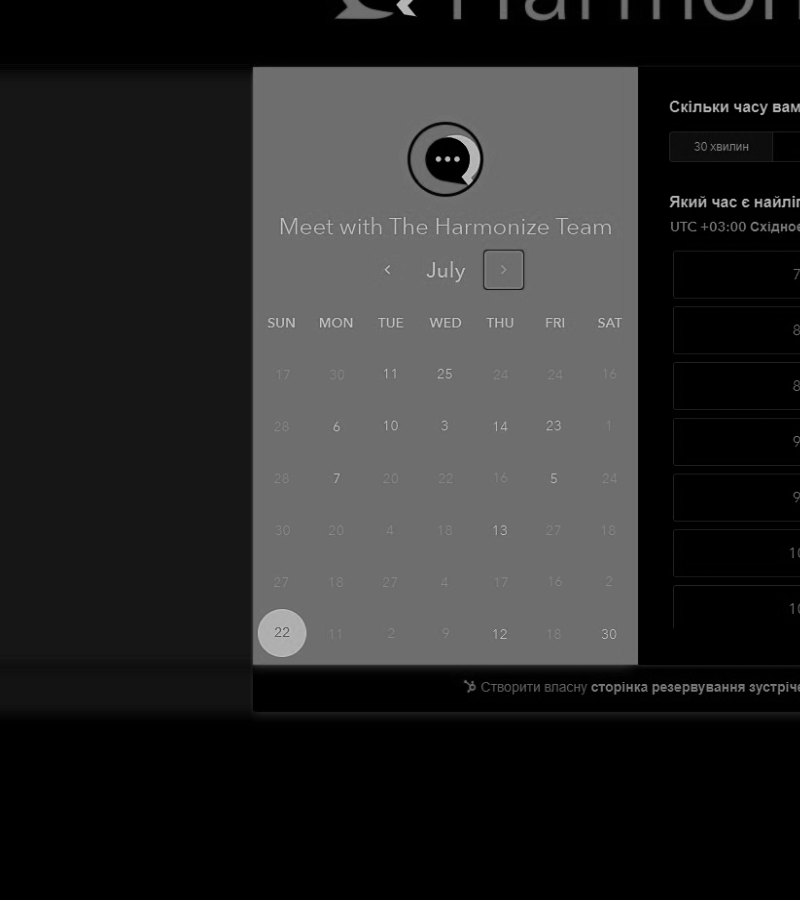 Meet with The Harmonize Team
July
SUN MON TUE WED THU FRI SAT
17 30 11 25 24 24 16
28 6 10 3 14 23 1
28 7 20 22 16 5 24
30 20 4 18 13 27 18
27 18 27 4 17 16 2
22 11 2 9 12 18 30
Скільки часу вам
30 хвилин
Який час є найліп
UTC +03:00 Східноє
7
8
8
9
9
10
10
Створити власну сторінка резервування зустріче